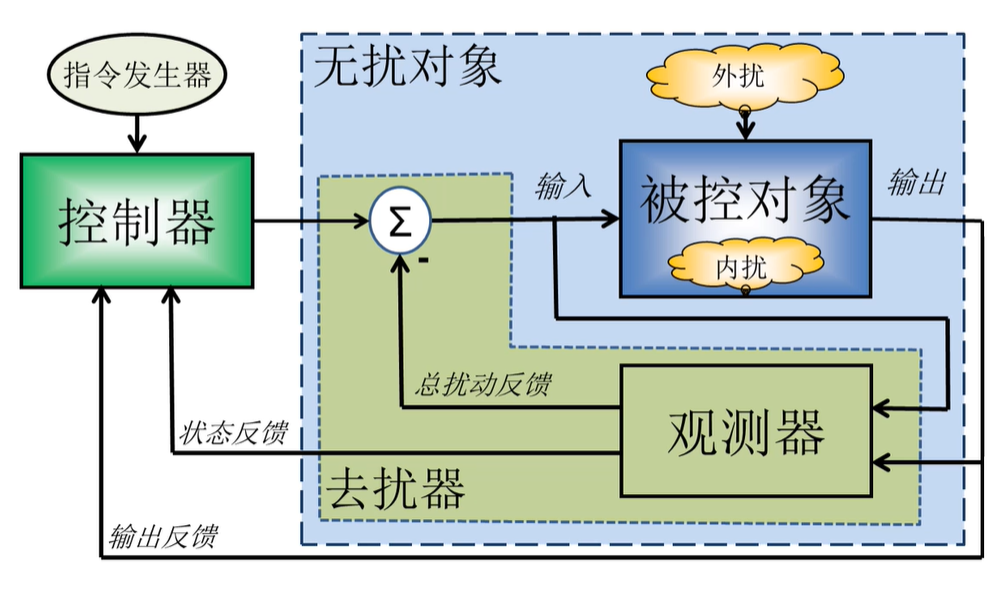 指令发生器
无扰对象
外扰
控制器
Σ
-
输入
被控对象
内扰
输出
总扰动反馈
观测器
状态反馈
去扰器
输出反馈